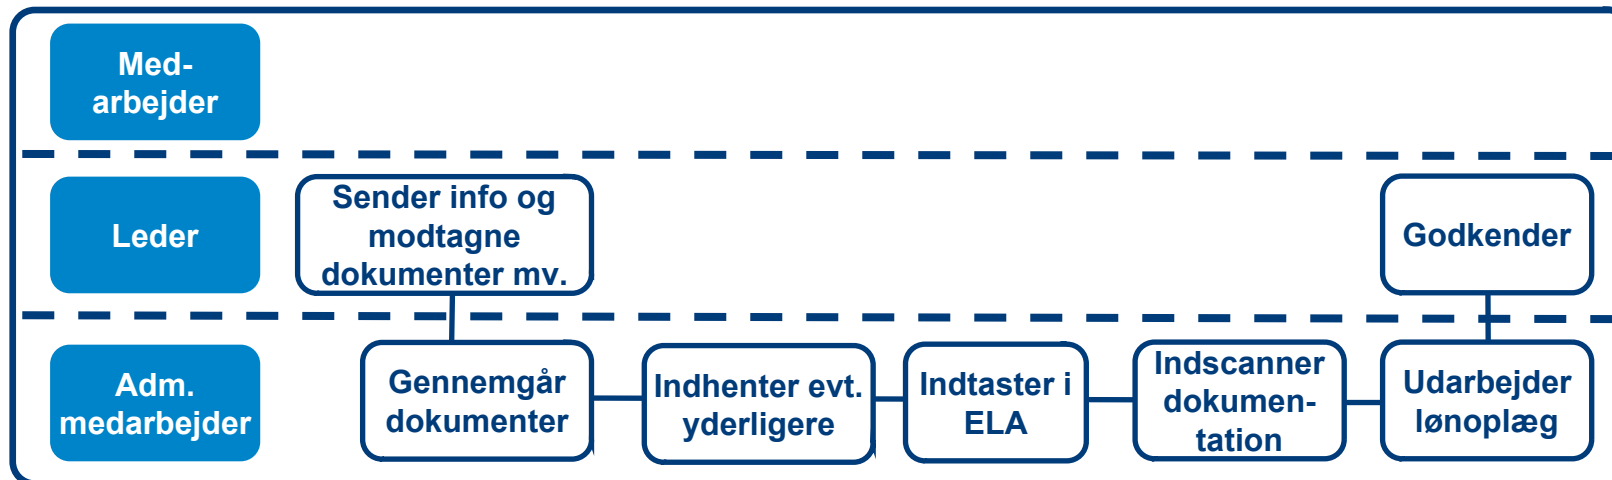 Med-
arbejder
Leder
Sender info og
modtagne
dokumenter mv.
Godkender
Adm.
medarbejder
Gennemgår
dokumenter
Indhenter evt.
yderligere
Indtaster i
ELA
Indscanner
dokumen-
tation
Udarbejder
lønoplæg